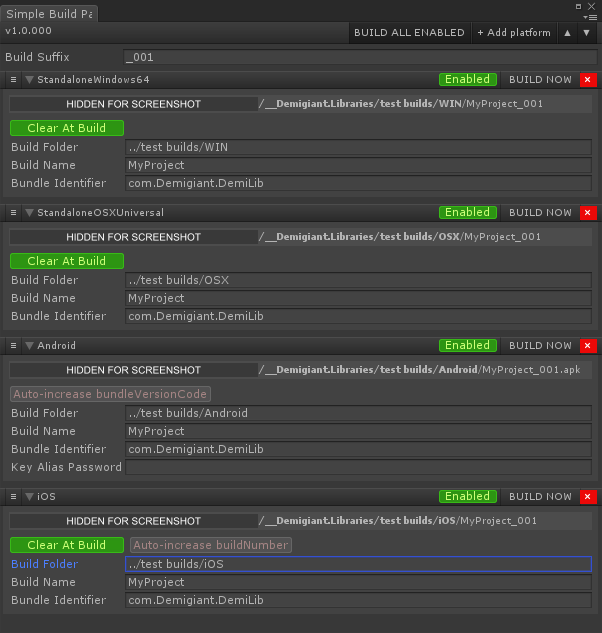 Simple Build Pa
v1.0.000 BUILD ALL ENABLED + Add platform ▲ ▼
Build Suffix _001
≡ ▼ StandaloneWindows64 Enabled BUILD NOW ×
HIDDEN FOR SCREENSHOT /__Demigiant.Libraries/test builds/WIN/MyProject_001
Clear At Build
Build Folder ../test builds/WIN
Build Name MyProject
Bundle Identifier com.Demigiant.DemiLib
≡ ▼ StandaloneOSXUniversal Enabled BUILD NOW ×
HIDDEN FOR SCREENSHOT /__Demigiant.Libraries/test builds/OSX/MyProject_001
Clear At Build
Build Folder ../test builds/OSX
Build Name MyProject
Bundle Identifier com.Demigiant.DemiLib
≡ ▼ Android Enabled BUILD NOW ×
HIDDEN FOR SCREENSHOT /__Demigiant.Libraries/test builds/Android/MyProject_001.apk
Auto-increase bundleVersionCode
Build Folder ../test builds/Android
Build Name MyProject
Bundle Identifier com.Demigiant.DemiLib
Key Alias Password
≡ ▼ iOS Enabled BUILD NOW ×
HIDDEN FOR SCREENSHOT /__Demigiant.Libraries/test builds/iOS/MyProject_001
Clear At Build Auto-increase buildNumber
Build Folder ../test builds/iOS
Build Name MyProject
Bundle Identifier com.Demigiant.DemiLib